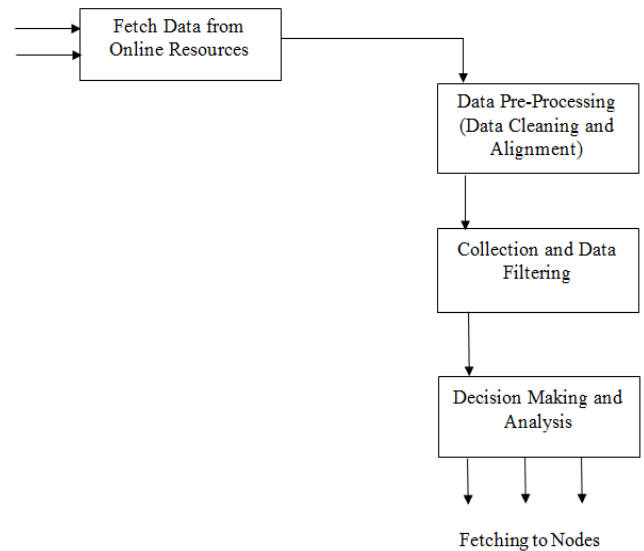 Fetch Data from
Online Resources
Data Pre-Processing
(Data Cleaning and
Alignment)
Collection and Data
Filtering
Decision Making and
Analysis
Fetching to Nodes